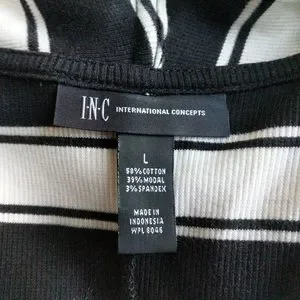 I·N·C INTERNATIONAL CONCEPTS
L
58% COTTON
39% MODAL
3% SPANDEX
MADE IN
INDONESIA
WPL 8046